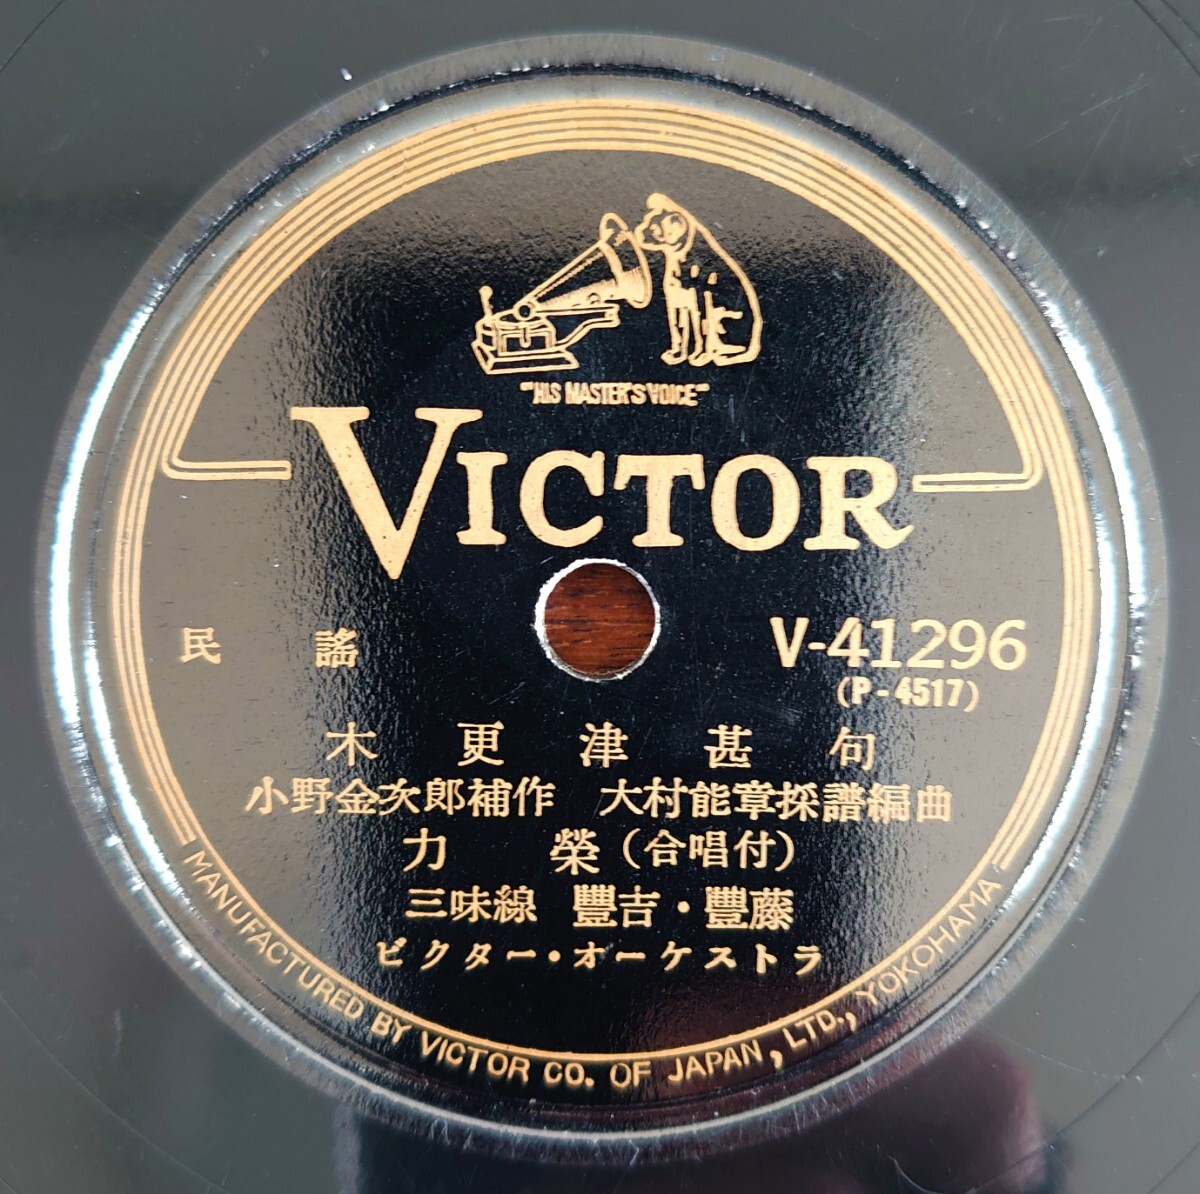 "HIS MASTER'S VOICE"
VICTOR
民謠
V-41296
(P-4517)
木更津甚句
小野金次郎補作 大村能章採譜編曲
力榮(合唱付)
三味線 豐吉・豐藤
ビクター・オーケストラ
MANUFACTURED BY VICTOR CO. OF JAPAN, LTD., YOKOHAMA